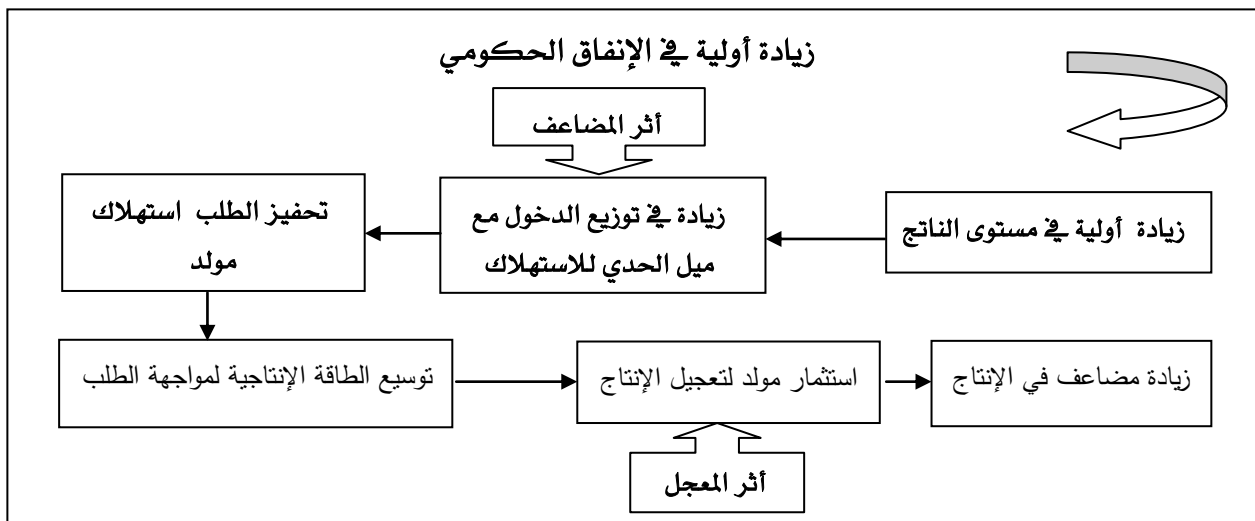 زيادة أولية في الإنفاق الحكومي
أثر المضاعف
زيادة أولية في مستوى الناتج
زيادة في توزيع الدخول مع
ميل الحدي للاستهلاك
تحفيز الطلب استهلاك
مولد
توسيع الطاقة الإنتاجية لمواجهة الطلب
استثمار مولد لتعجيل الإنتاج
زيادة مضاعف في الإنتاج
أثر المعجل